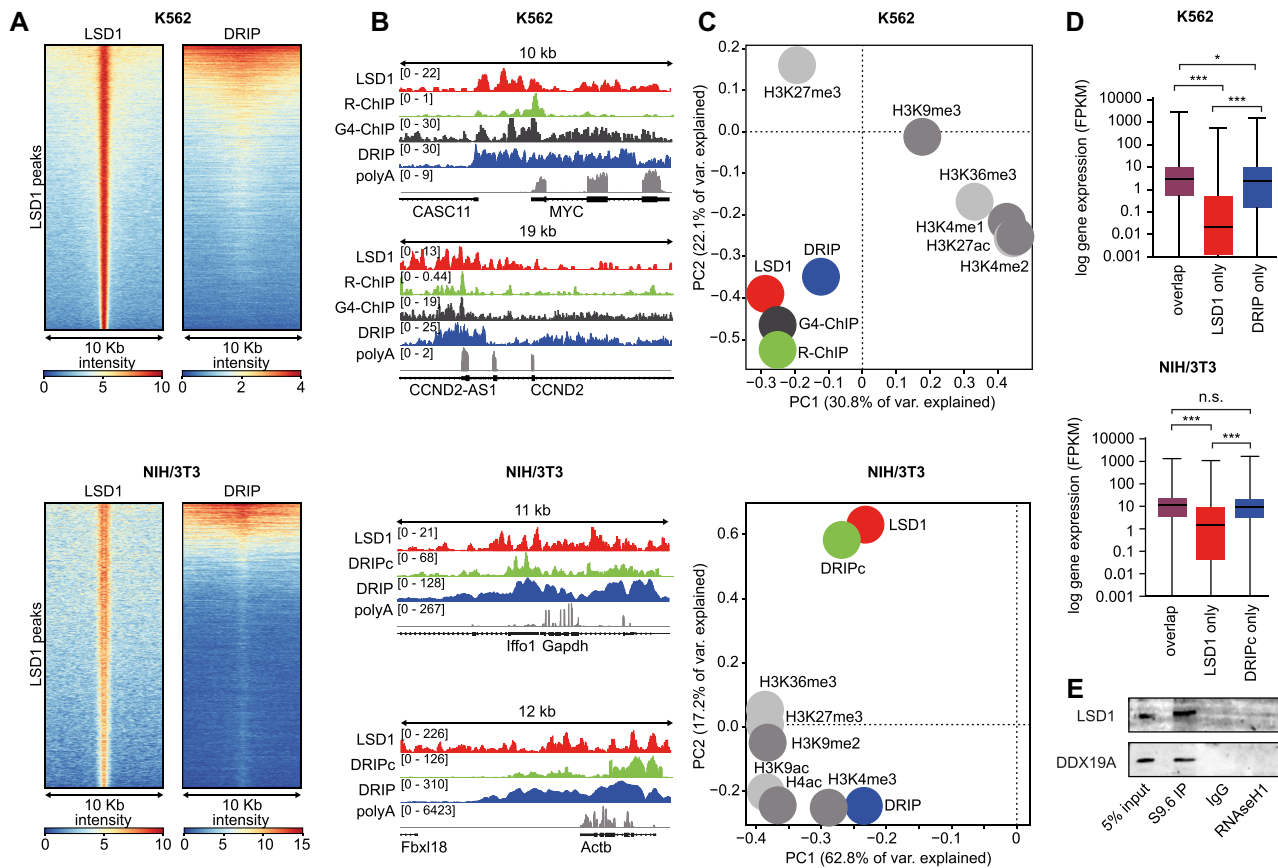 A
K562
LSD1 DRIP
LSD1 peaks
10 Kb 10 Kb
intensity intensity
0 5 10 0 2 4
NIH/3T3
LSD1 DRIP
LSD1 peaks
10 Kb 10 Kb
intensity intensity
0 5 10 0 5 10 15
B
K562
10 kb
LSD1 [0 - 22]
R-ChIP [0 - 1]
G4-ChIP [0 - 30]
DRIP [0 - 30]
polyA [0 - 9]
CASC11 MYC
19 kb
LSD1 [0 - 13]
R-ChIP [0 - 0.44]
G4-ChIP [0 - 19]
DRIP [0 - 25]
polyA [0 - 2]
CCND2-AS1 CCND2
NIH/3T3
11 kb
LSD1 [0 - 21]
DRIPc [0 - 68]
DRIP [0 - 128]
polyA [0 - 267]
Iffo1 Gapdh
12 kb
LSD1 [0 - 226]
DRIPc [0 - 126]
DRIP [0 - 310]
polyA [0 - 6423]
Fbxl18 Actb
C
K562
PC2 (22.1% of var. explained)
0.2
0.1
0.0
−0.1
−0.2
−0.3
−0.4
−0.5
H3K27me3
H3K9me3
H3K36me3
H3K4me1
H3K27ac
H3K4me2
DRIP
LSD1
G4-ChIP
R-ChIP
−0.3 −0.2 −0.1 0 0.1 0.2 0.3 0.4
PC1 (30.8% of var. explained)
NIH/3T3
PC2 (17.2% of var. explained)
0.6
0.4
0.2
0.0
−0.2
LSD1
DRIPc
H3K36me3
H3K27me3
H3K9me2
H3K9ac
H4ac H3K4me3
DRIP
−0.4 −0.3 −0.2 −0.1 0
PC1 (62.8% of var. explained)
D
K562
*
***
***
log gene expression (FPKM)
10000
1000
100
10
1
0.1
0.01
0.001
overlap
LSD1 only
DRIP only
NIH/3T3
n.s.
***
***
log gene expression (FPKM)
10000
1000
100
10
1
0.1
0.01
0.001
overlap
LSD1 only
DRIPc only
E
LSD1
DDX19A
5% input
S9.6 IP
IgG
RNAseH1